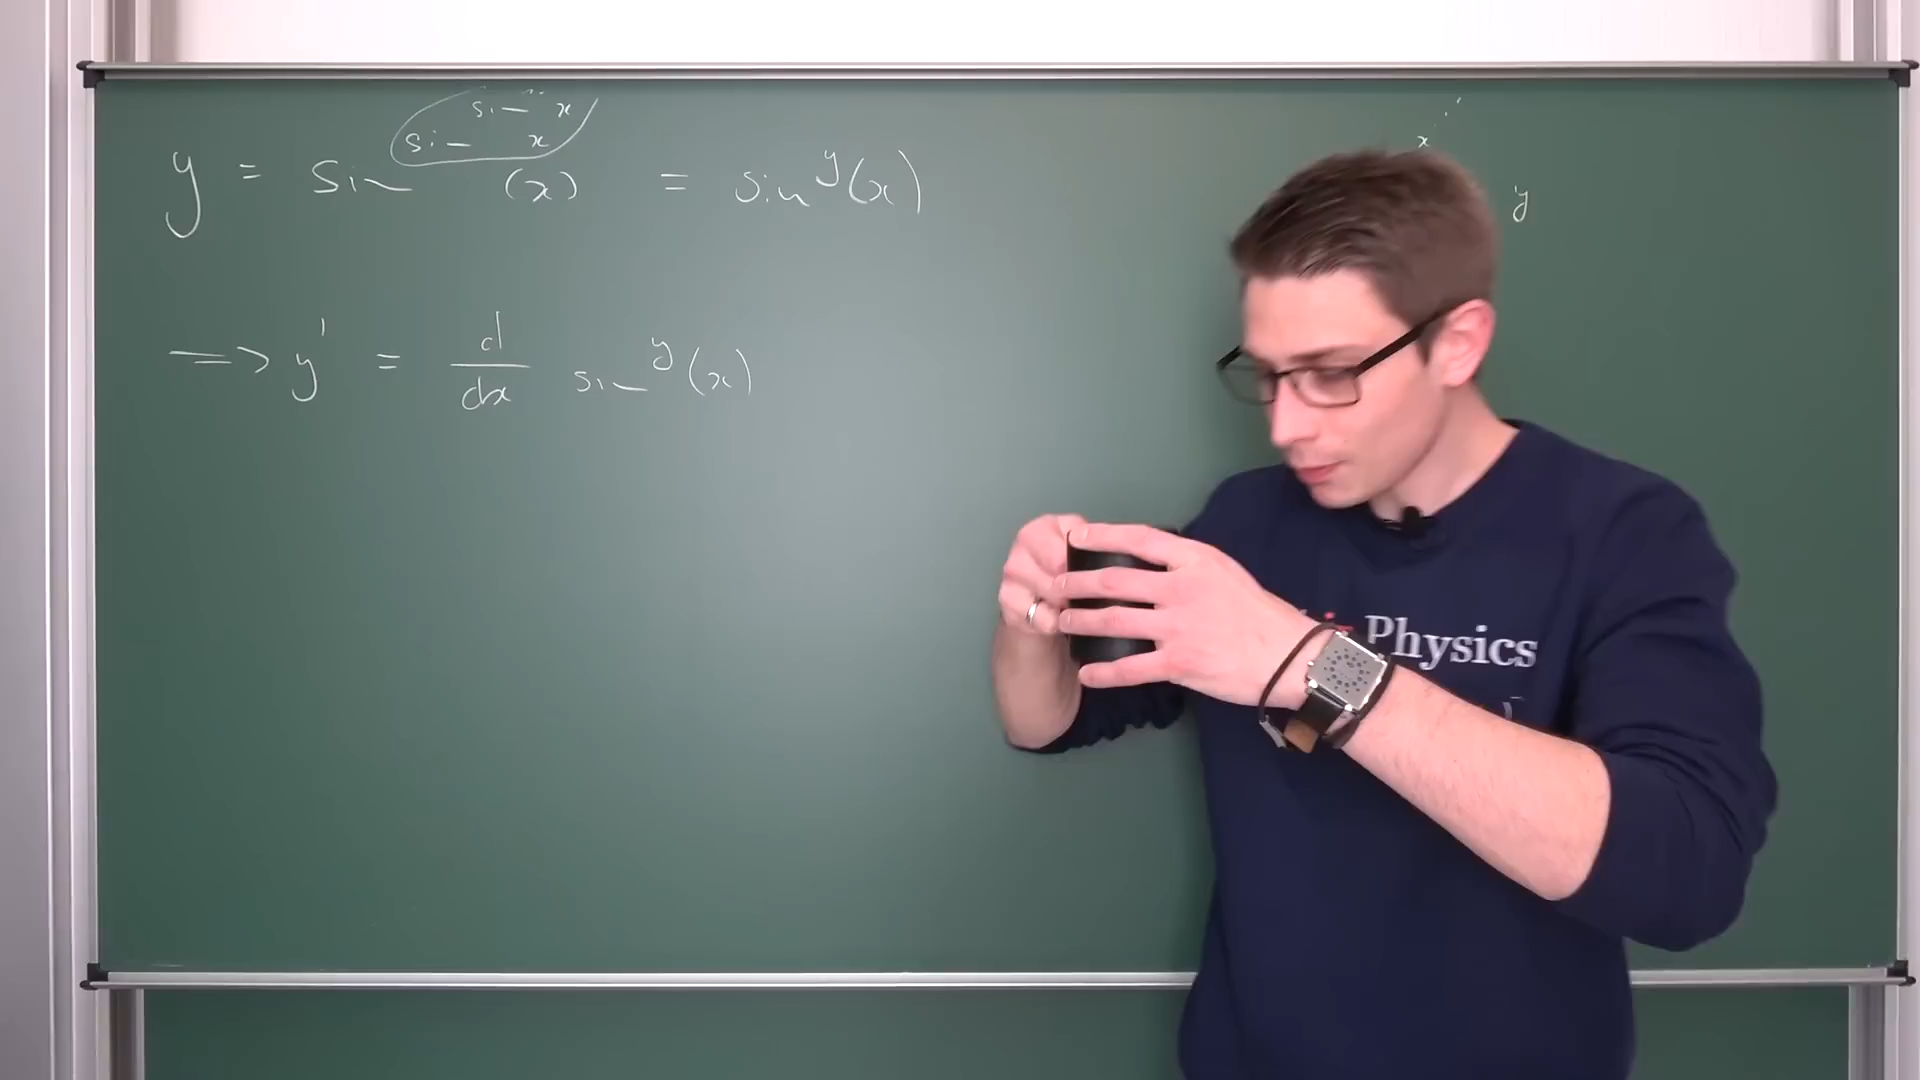 y = sin^{sin^{sin^{⋰} x} x} (x) = sin^y(x)
x ⋰
y
⟹ y' = d/dx sin^y(x)
Physics